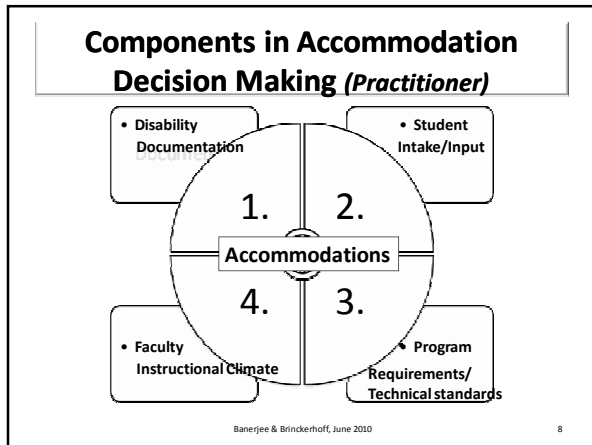 Components in Accommodation
Decision Making (Practitioner)
• Disability
Documentation
• Student
Intake/Input
1.
2.
Accommodations
4.
3.
• Faculty
Instructional Climate
• Program
Requirements/
Technical standards
Banerjee & Brinckerhoff, June 2010
8